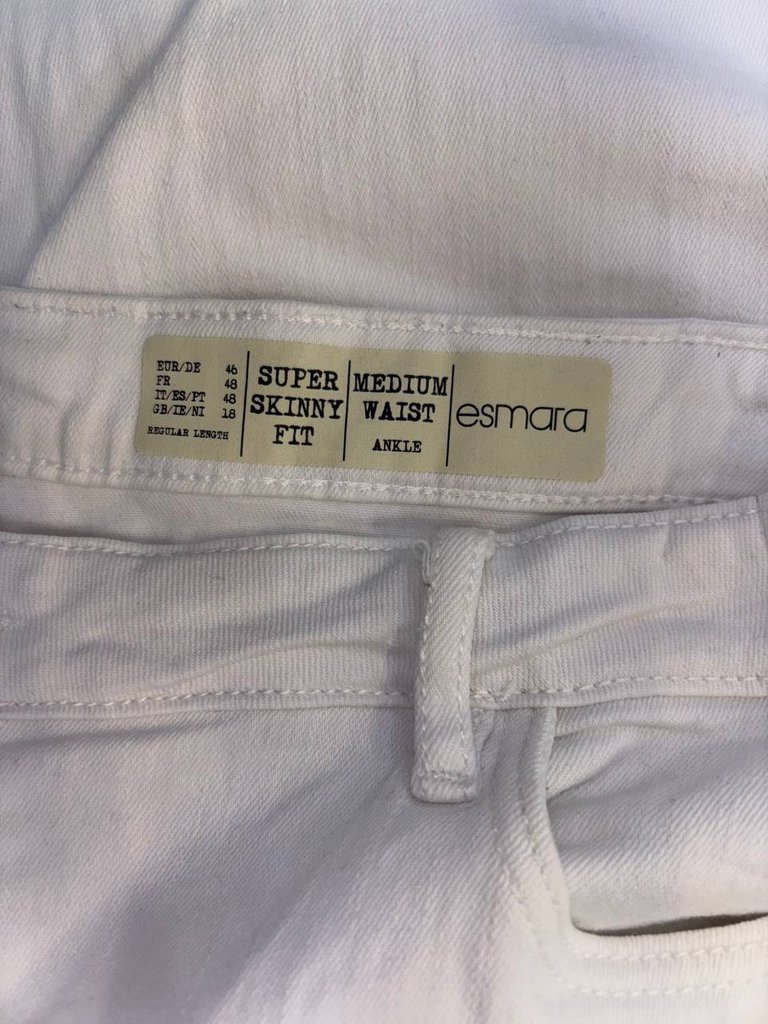 EUR/DE 46
FR 48
IT/ES/PT 48
GB/IE/NI 18
REGULAR LENGTH
SUPER
SKINNY
FIT
MEDIUM
WAIST
ANKLE
esmara